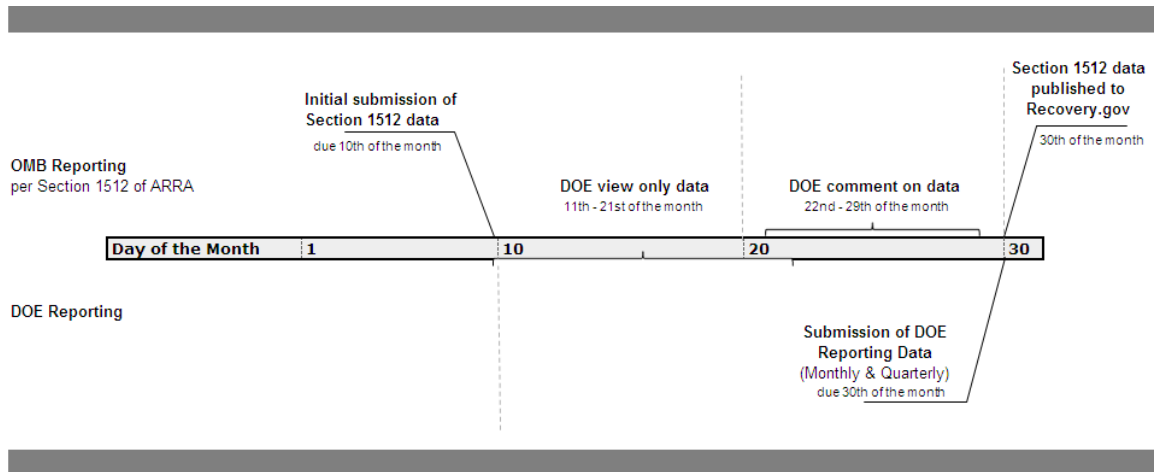 Section 1512 data
published to
Recovery.gov
30th of the month
Initial submission of
Section 1512 data
due 10th of the month
OMB Reporting
per Section 1512 of ARRA
DOE view only data
11th - 21st of the month
DOE comment on data
22nd - 29th of the month
Day of the Month 1 10 20 30
DOE Reporting
Submission of DOE
Reporting Data
(Monthly & Quarterly)
due 30th of the month